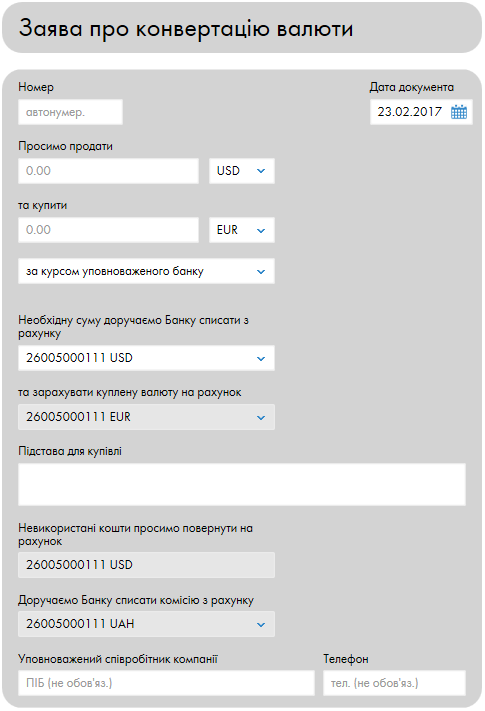 Заява про конвертацію валюти
Номер
Дата документа
автонумер.
23.02.2017
Просимо продати
0.00
USD
та купити
0.00
EUR
за курсом уповноваженого банку
Необхідну суму доручаємо Банку списати з
рахунку
26005000111 USD
та зарахувати куплену валюту на рахунок
26005000111 EUR
Підстава для купівлі
Невикористані кошти просимо повернути на
рахунок
26005000111 USD
Доручаємо Банку списати комісію з рахунку
26005000111 UAH
Уповноважений співробітник компанії
Телефон
ПІБ (не обов'яз.)
тел. (не обов'яз.)